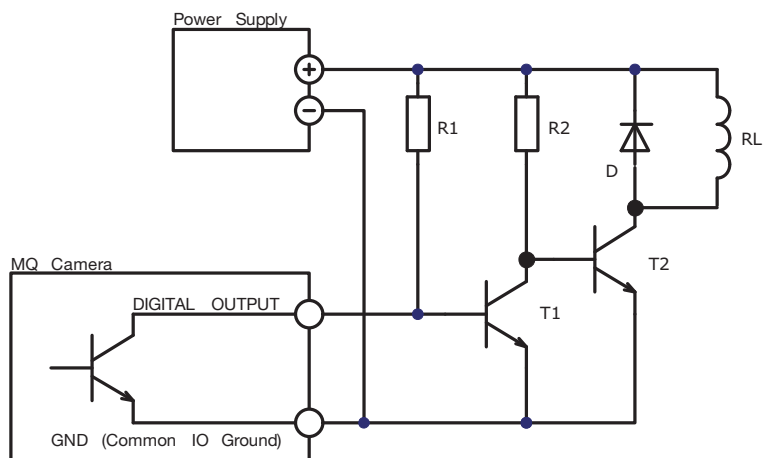 Power Supply
+
−
R1
R2
D
RL
MQ Camera
T2
DIGITAL OUTPUT
T1
GND (Common IO Ground)